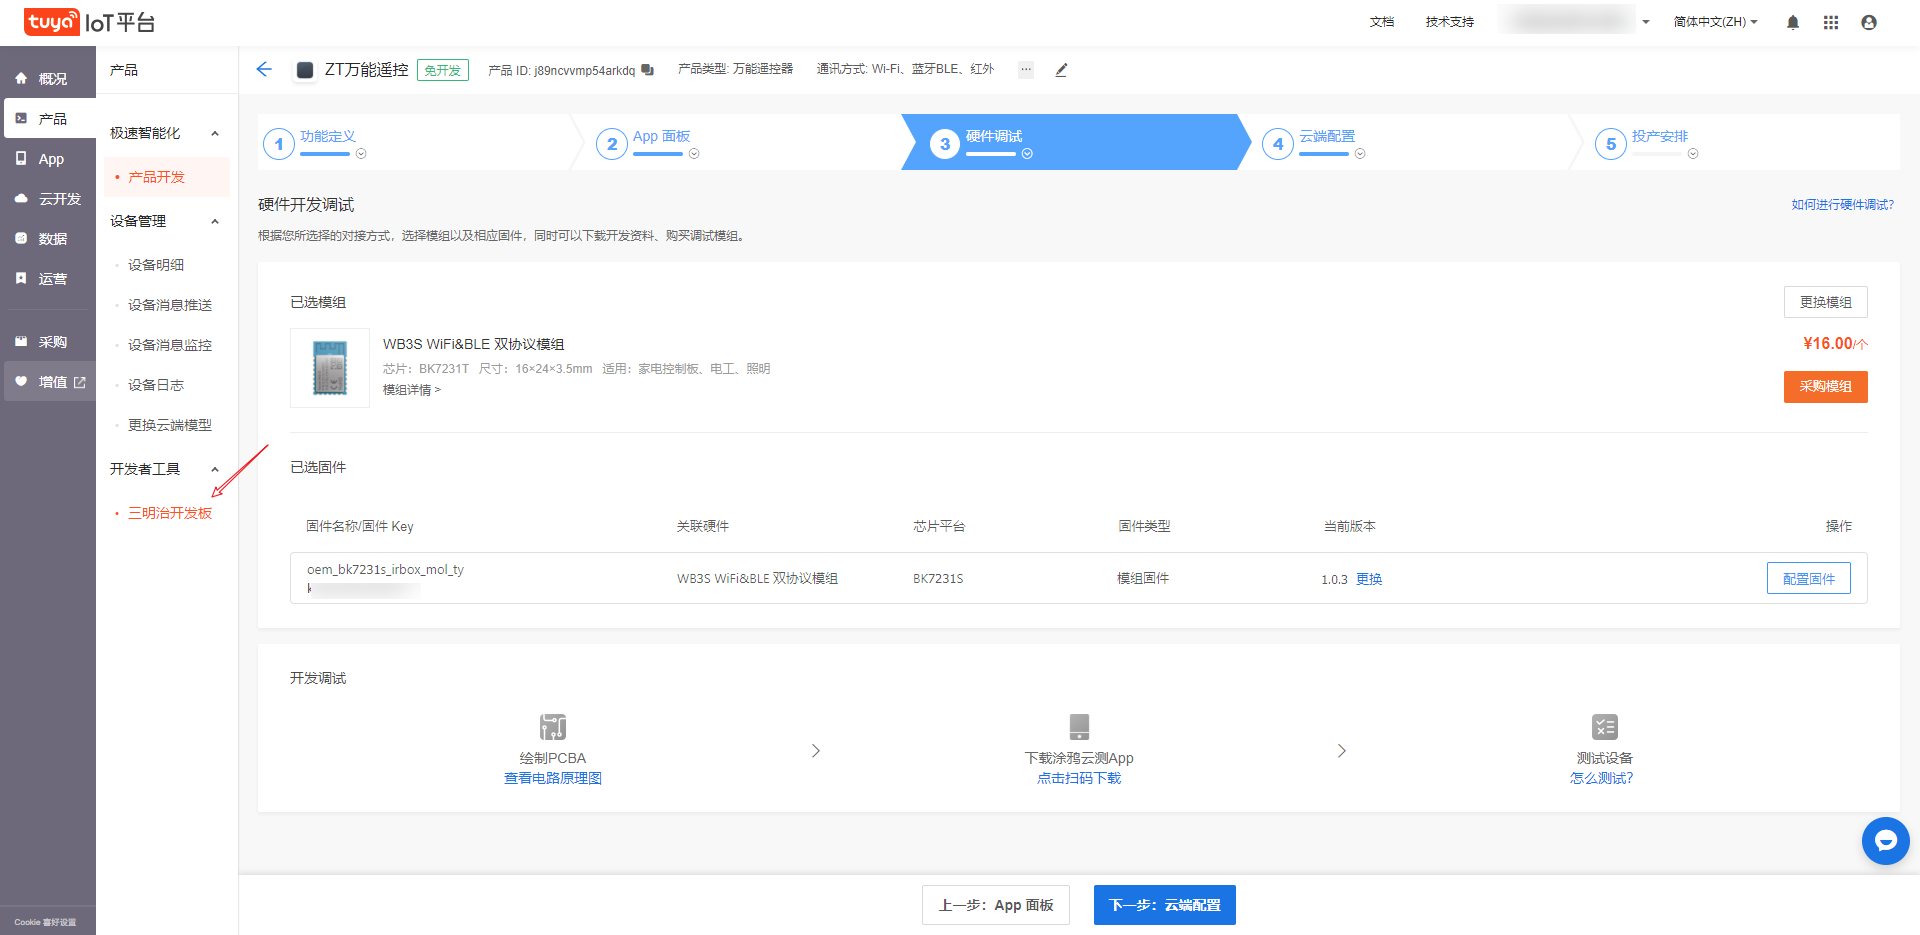 tuya IoT平台
文档
技术支持
简体中文(ZH)
概况
产品
App
云开发
数据
运营
采购
增值
Cookie 喜好设置
产品
极速智能化
产品开发
设备管理
设备明细
设备消息推送
设备消息监控
设备日志
更换云端模型
开发者工具
三明治开发板
ZT万能遥控
免开发
产品 ID: j89ncvvmp54arkdq
产品类型: 万能遥控器
通讯方式: Wi-Fi、蓝牙BLE、红外
1 功能定义
2 App 面板
3 硬件调试
4 云端配置
5 投产安排
硬件开发调试
如何进行硬件调试?
根据您所选择的对接方式，选择模组以及相应固件，同时可以下载开发资料、购买调试模组。
已选模组
更换模组
WB3S WiFi&BLE 双协议模组
¥16.00/个
芯片：BK7231T 尺寸：16×24×3.5mm 适用：家电控制板、电工、照明
模组详情 >
采购模组
已选固件
固件名称/固件 Key
关联硬件
芯片平台
固件类型
当前版本
操作
oem_bk7231s_irbox_mol_ty
WB3S WiFi&BLE 双协议模组
BK7231S
模组固件
1.0.3 更换
配置固件
开发调试
绘制PCBA
查看电路原理图
下载涂鸦云测App
点击扫码下载
测试设备
怎么测试?
上一步：App 面板
下一步：云端配置